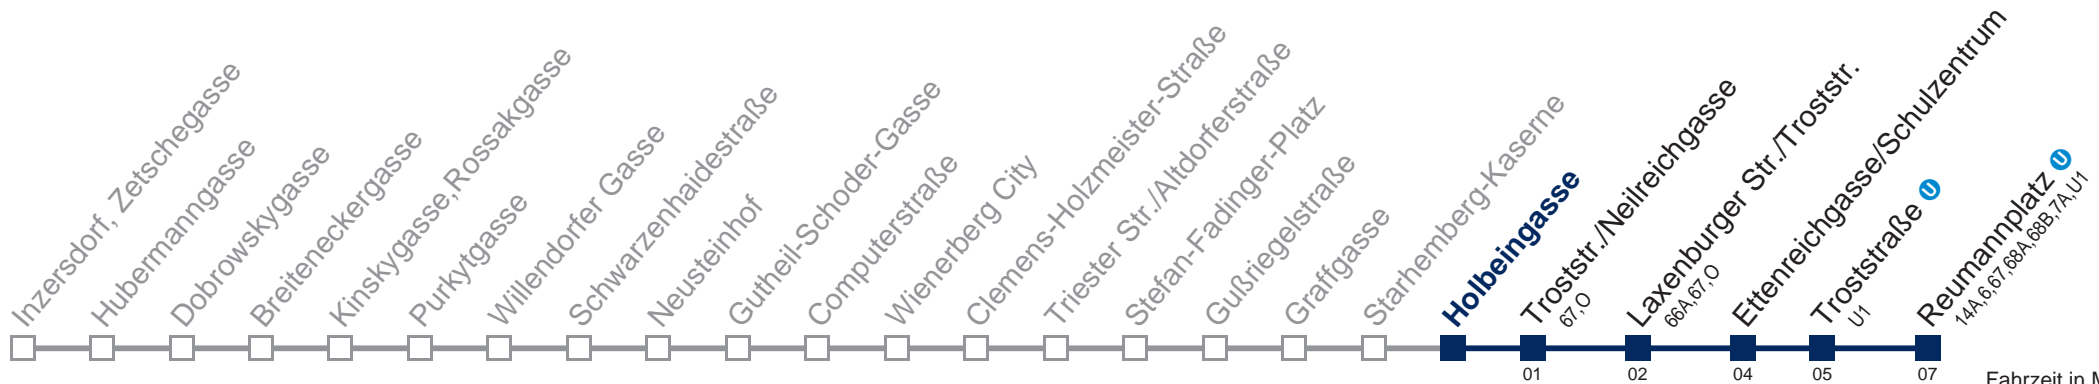 Inzersdorf, Zetschegasse
Hubermanngasse
Dobrowskygasse
Breiteneckergasse
Kinskygasse,Rossakgasse
Purkytgasse
Willendorfer Gasse
Schwarzenhaidestraße
Neusteinhof
Gutheil-Schoder-Gasse
Computerstraße
Wienerberg City
Clemens-Holzmeister-Straße
Triester Str./Altdorferstraße
Stefan-Fadinger-Platz
Gußriegelstraße
Graffgasse
Starhemberg-Kaserne
Holbeingasse
Troststr./Neilreichgasse
67,O
Laxenburger Str./Troststr.
66A,67,O
Ettenreichgasse/Schulzentrum
Troststraße U
U1
Reumannplatz U
14A,6,67,68A,68B,7A,U1
01 02 04 05 07
Fahrzeit in